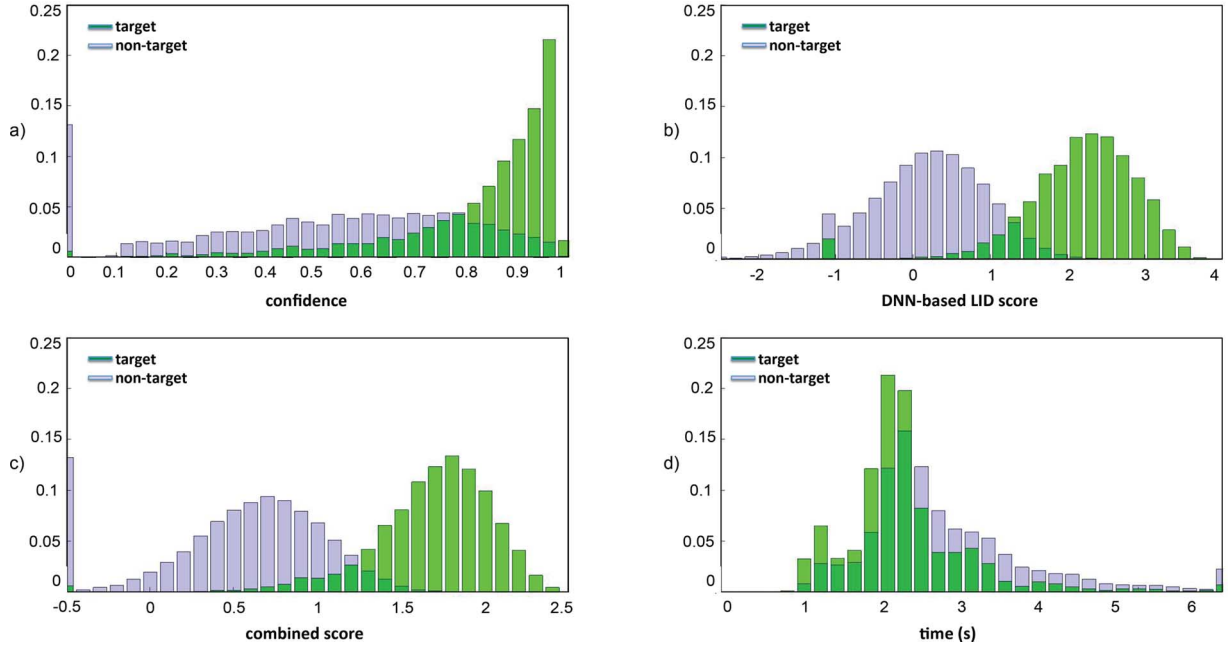 a)
0.25
0.2
0.15
0.1
0.05
0
target
non-target
0 0.1 0.2 0.3 0.4 0.5 0.6 0.7 0.8 0.9 1
confidence
b)
0.25
0.2
0.15
0.1
0.05
0
target
non-target
-2 -1 0 1 2 3 4
DNN-based LID score
c)
0.25
0.2
0.15
0.1
0.05
0
target
non-target
-0.5 0 0.5 1 1.5 2 2.5
combined score
d)
0.25
0.2
0.15
0.1
0.05
0
target
non-target
0 1 2 3 4 5 6
time (s)